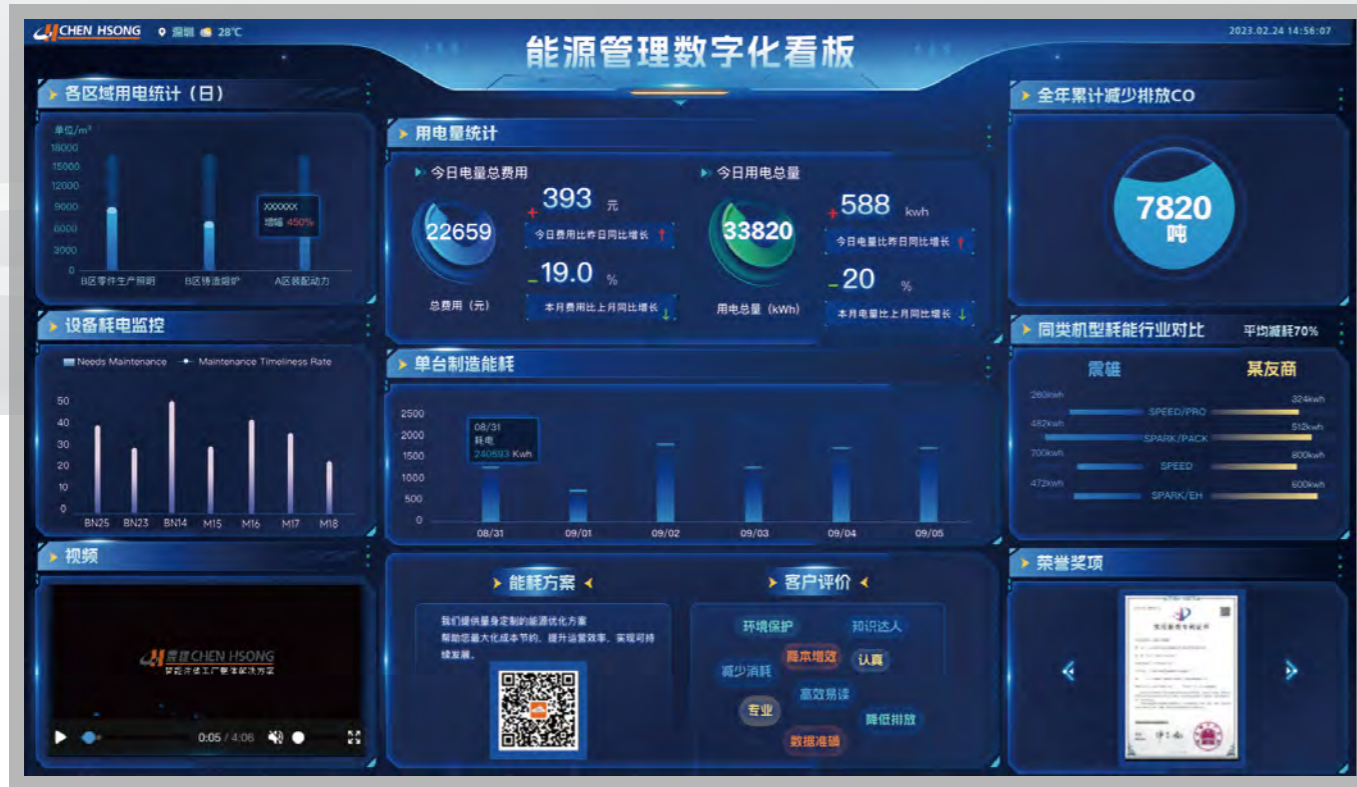 CHEN HSONG
深圳 28℃
能源管理数字化看板
2023.02.24 14:56:07
各区域用电统计（日）
单位/m³
18000
15000
12000
9000
6000
3000
0
XXXXXX
增幅 450%
B区零件生产照明
B区铸造熔炉
A区装配动力
设备耗电监控
Needs Maintenance
Maintenance Timeliness Rate
50
40
30
20
10
0
BN25 BN23 BN14 M15 M16 M17 M18
视频
震雄 CHEN HSONG
智能注塑工厂整体解决方案
0:05 / 4:06
用电量统计
今日电量总费用
22659
总费用（元）
+393 元
今日费用比昨日同比增长
-19.0 %
本月费用比上月同比增长
今日用电总量
33820
用电总量（kWh）
+588 kwh
今日电量比昨日同比增长
-20 %
本月电量比上月同比增长
单台制造能耗
2500
2000
1500
1000
500
0
08/31
耗电
240593 Kwh
08/31 09/01 09/02 09/03 09/04 09/05
能耗方案
我们提供量身定制的能源优化方案
帮助您最大化成本节约、提升运营效率、实现可持
续发展。
客户评价
环境保护
知识达人
降本增效
认真
减少消耗
高效易读
专业
降低排放
数据准确
全年累计减少排放CO
7820
吨
同类机型耗能行业对比
平均减耗70%
震雄
某友商
260kwh SPEED/PRO 324kwh
482kwh SPARK/PACK 512kwh
700kwh SPEED 800kwh
472kwh SPARK/EH 600kwh
荣誉奖项